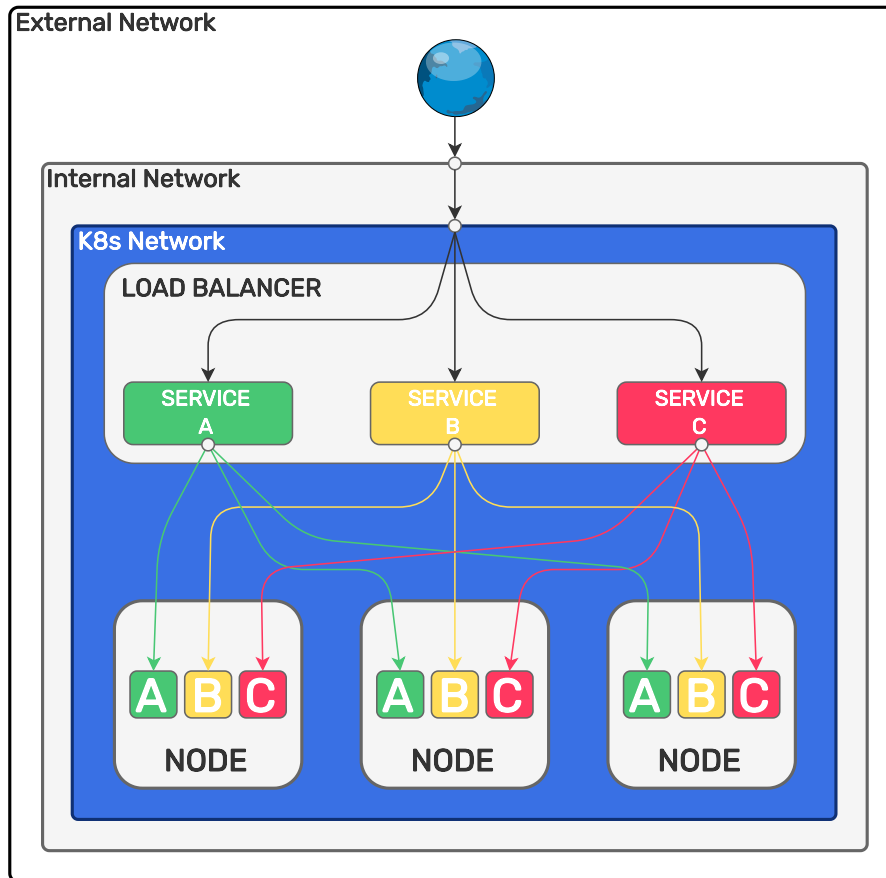 External Network
Internal Network
K8s Network
LOAD BALANCER
SERVICE
A
SERVICE
B
SERVICE
C
A B C
NODE
A B C
NODE
A B C
NODE